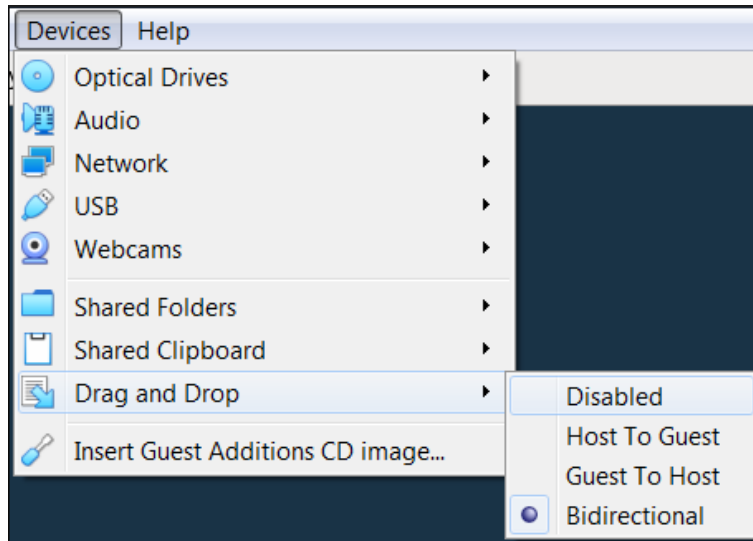 Devices Help
Optical Drives
Audio
Network
USB
Webcams
Shared Folders
Shared Clipboard
Drag and Drop
Insert Guest Additions CD image...
Disabled
Host To Guest
Guest To Host
Bidirectional